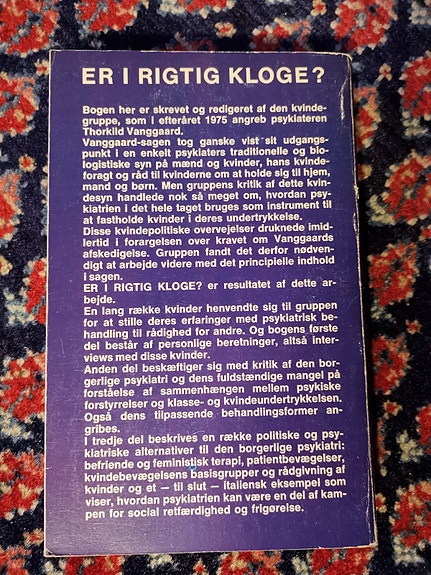 ER I RIGTIG KLOGE?
Bogen her er skrevet og redigeret af den kvinde-
gruppe, som i efteråret 1975 angreb psykiateren
Thorkild Vanggaard.
Vanggaard-sagen tog ganske vist sit udgangs-
punkt i en enkelt psykiaters traditionelle og bio-
logistiske syn på mænd og kvinder, hans kvinde-
foragt og råd til kvinderne om at holde sig til hjem,
mand og børn. Men gruppens kritik af dette kvin-
desyn handlede nok så meget om, hvordan psy-
kiatrien i det hele taget bruges som instrument til
at fastholde kvinder i deres undertrykkelse.
Disse kvindepolitiske overvejelser druknede imid-
lertid i forargelsen over kravet om Vanggaards
afskedigelse. Gruppen fandt det derfor nødven-
digt at arbejde videre med det principielle indhold
i sagen.
ER I RIGTIG KLOGE? er resultatet af dette ar-
bejde.
En lang række kvinder henvendte sig til gruppen
for at stille deres erfaringer med psykiatrisk be-
handling til rådighed for andre. Og bogens første
del består af personlige beretninger, altså inter-
views med disse kvinder.
Anden del beskæftiger sig med kritik af den bor-
gerlige psykiatri og dens fuldstændige mangel på
forståelse af sammenhængen mellem psykiske
forstyrrelser og klasse- og kvindeundertrykkelsen.
Også dens tilpassende behandlingsformer an-
gribes.
I tredje del beskrives en række politiske og psy-
kiatriske alternativer til den borgerlige psykiatri:
befriende og feministisk terapi, patientbevægelser,
kvindebevægelsens basisgrupper og rådgivning af
kvinder og et – til slut – italiensk eksempel som
viser, hvordan psykiatrien kan være en del af kam-
pen for social retfærdighed og frigørelse.